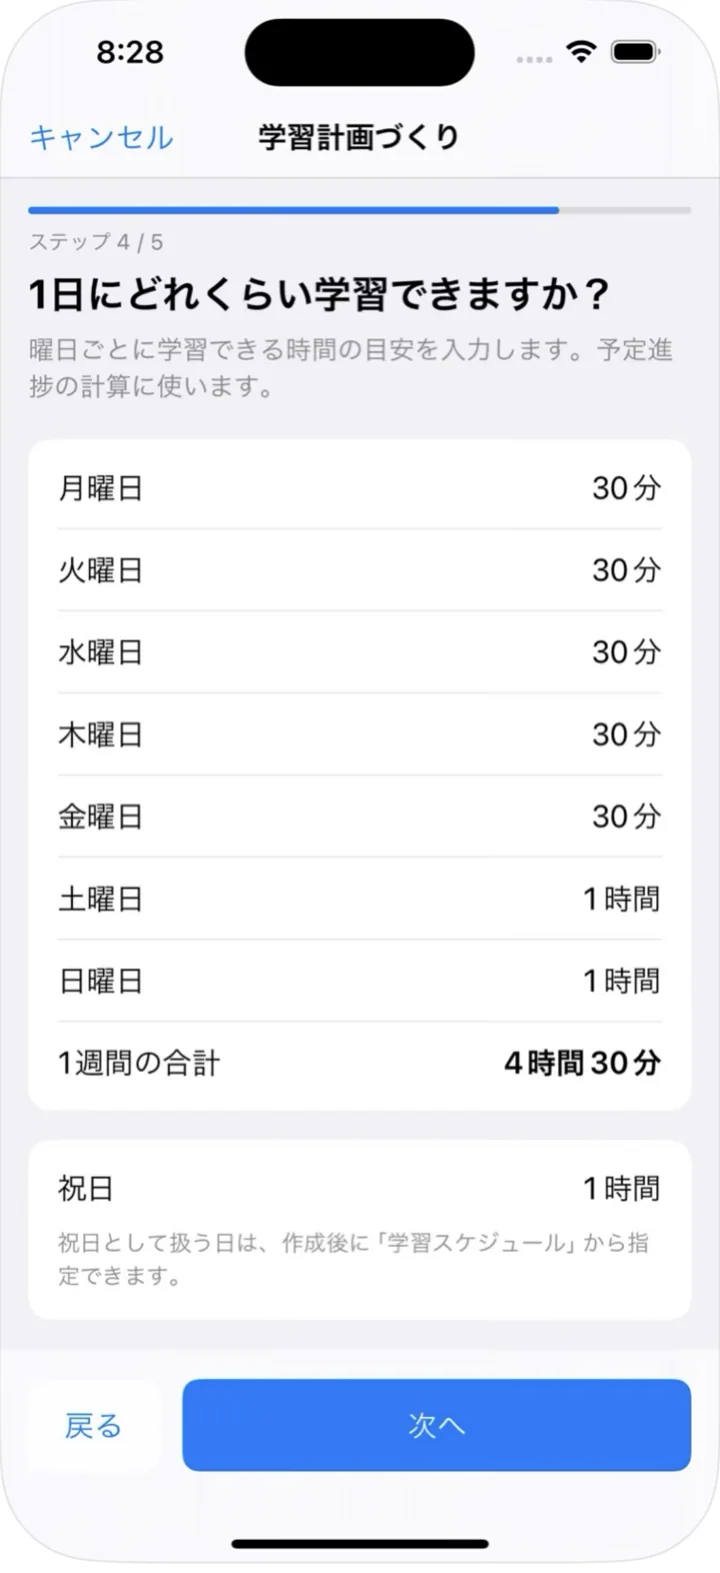 8:28
キャンセル 学習計画づくり
ステップ 4 / 5
1日にどれくらい学習できますか？
曜日ごとに学習できる時間の目安を入力します。予定進
捗の計算に使います。
月曜日 30分
火曜日 30分
水曜日 30分
木曜日 30分
金曜日 30分
土曜日 1時間
日曜日 1時間
1週間の合計 4時間30分
祝日 1時間
祝日として扱う日は、作成後に「学習スケジュール」から指
定できます。
戻る 次へ